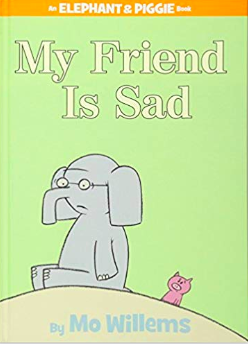 An ELEPHANT & PIGGIE Book
My Friend
Is Sad
By Mo Willems